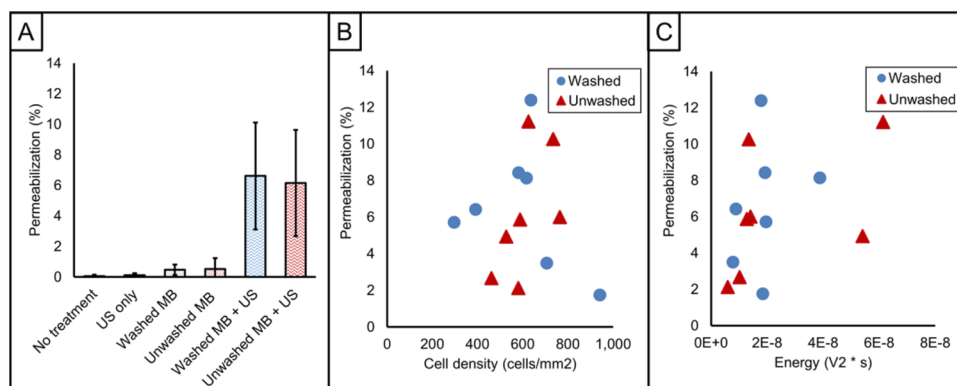 A
Permeabilization (%)
14
12
10
8
6
4
2
0
No treatment
US only
Washed MB
Unwashed MB
Washed MB + US
Unwashed MB + US
B
Permeabilization (%)
14
12
10
8
6
4
2
0
Washed
Unwashed
0 200 400 600 800 1,000
Cell density (cells/mm2)
C
Permeabilization (%)
14
12
10
8
6
4
2
0
Washed
Unwashed
0E+0 2E-8 4E-8 6E-8 8E-8
Energy (V2 * s)